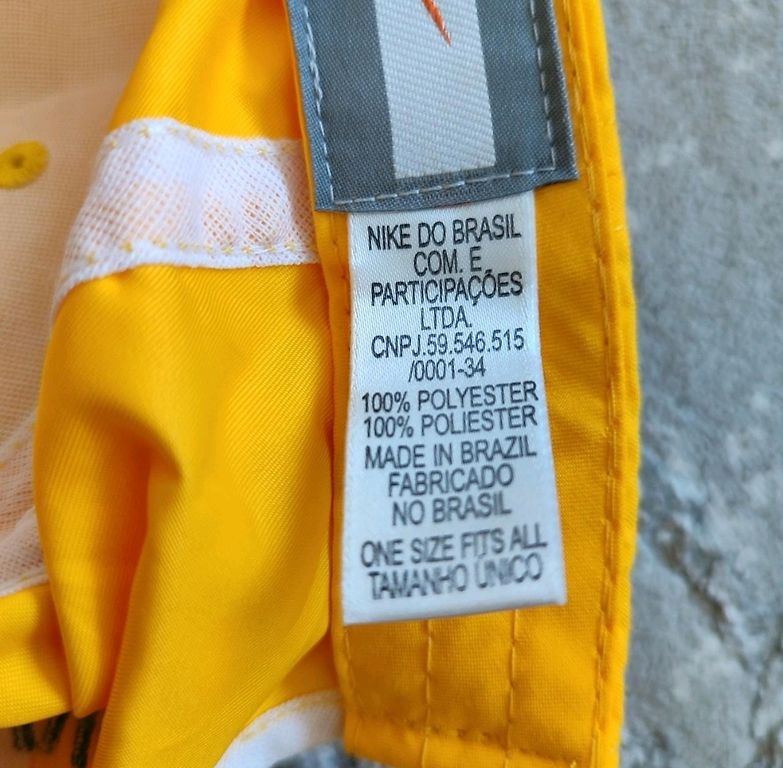 NIKE DO BRASIL
COM. E
PARTICIPAÇÕES
LTDA.
CNPJ.59.546.515
/0001-34
100% POLYESTER
100% POLIESTER
MADE IN BRAZIL
FABRICADO
NO BRASIL
ONE SIZE FITS ALL
TAMANHO ÚNICO